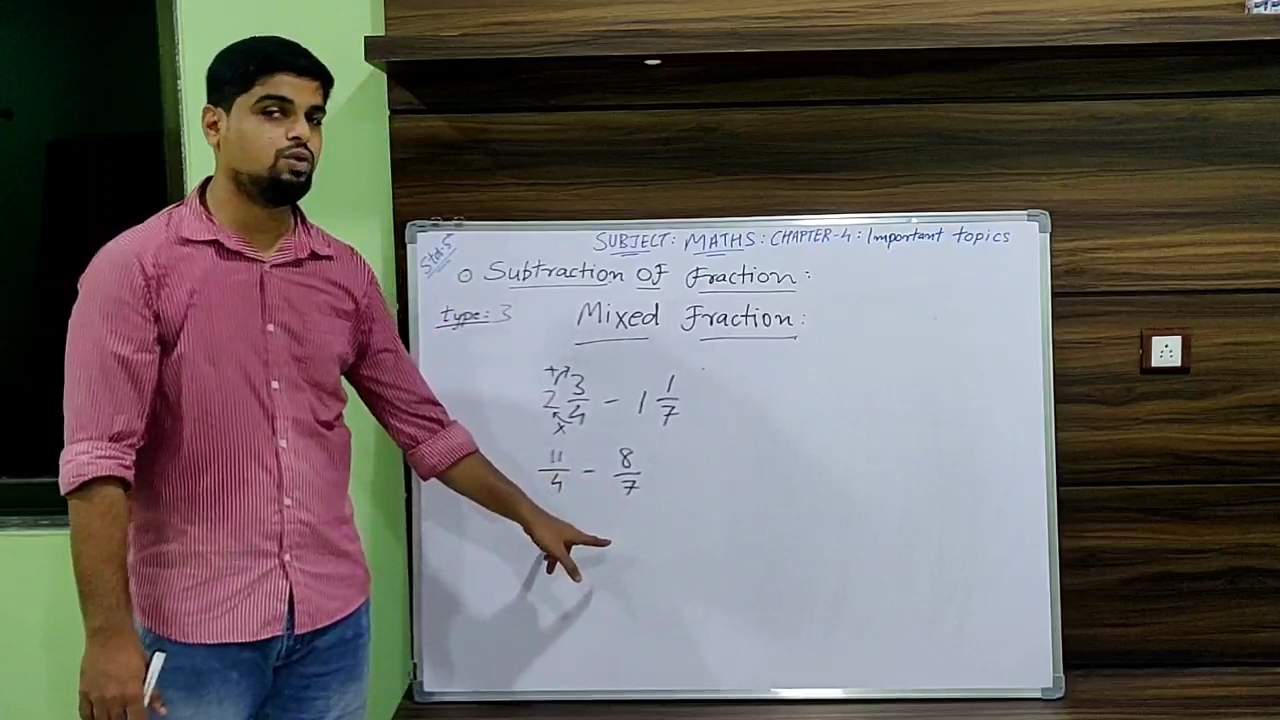 Std.5
SUBJECT: MATHS: CHAPTER-4: Important topics
Subtraction OF Fraction:
type: 3
Mixed Fraction:
2 3/4 - 1 1/7
11/4 - 8/7